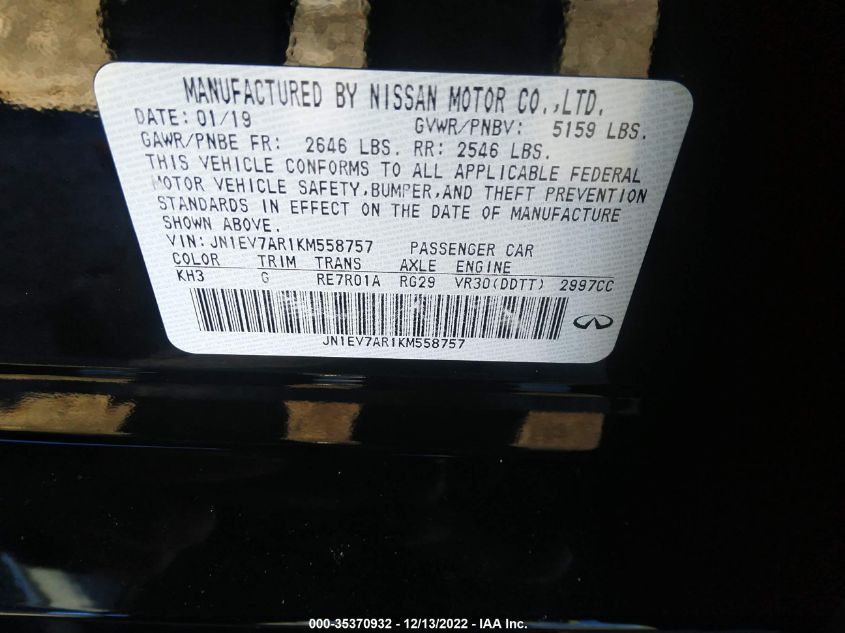 MANUFACTURED BY NISSAN MOTOR CO.,LTD.
DATE: 01/19 GVWR/PNBV: 5159 LBS.
GAWR/PNBE FR: 2646 LBS. RR: 2546 LBS.
THIS VEHICLE CONFORMS TO ALL APPLICABLE FEDERAL
MOTOR VEHICLE SAFETY,BUMPER,AND THEFT PREVENTION
STANDARDS IN EFFECT ON THE DATE OF MANUFACTURE
SHOWN ABOVE.
VIN: JN1EV7AR1KM558757 PASSENGER CAR
COLOR TRIM TRANS AXLE ENGINE
KH3 G RE7R01A RG29 VR30(DDTT) 2997CC
JN1EV7AR1KM558757
000-35370932 - 12/13/2022 - IAA Inc.